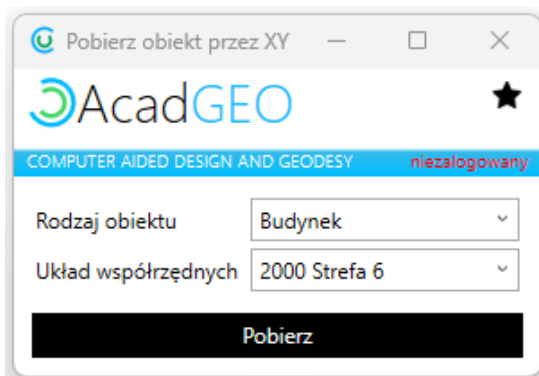 Pobierz obiekt przez XY
AcadGEO
COMPUTER AIDED DESIGN AND GEODESY niezalogowany
Rodzaj obiektu Budynek
Układ współrzędnych 2000 Strefa 6
Pobierz